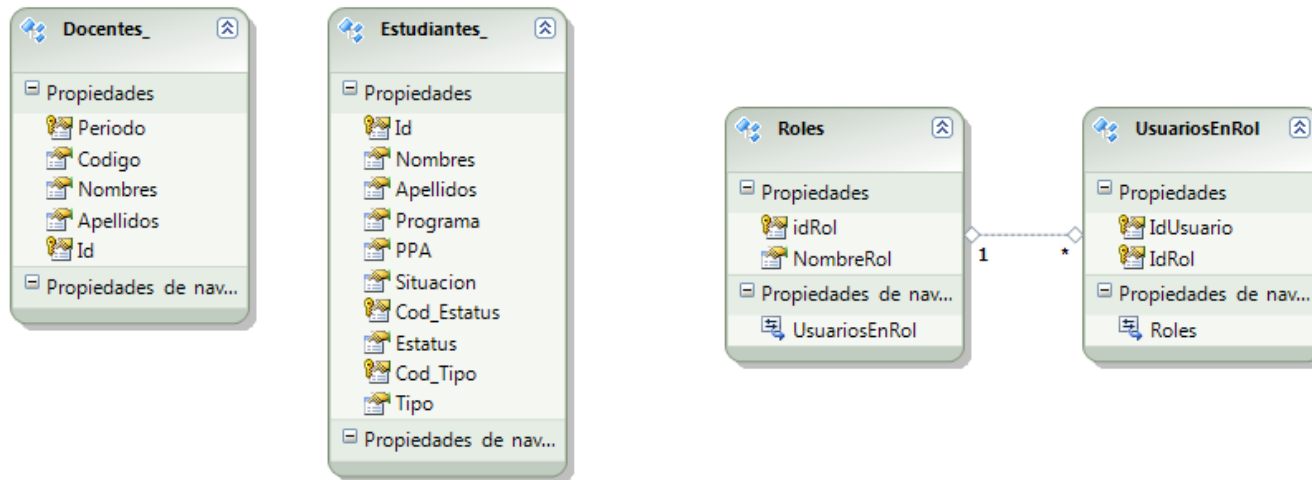 Docentes_
Propiedades
Periodo
Codigo
Nombres
Apellidos
Id
Propiedades de nav...
Estudiantes_
Propiedades
Id
Nombres
Apellidos
Programa
PPA
Situacion
Cod_Estatus
Estatus
Cod_Tipo
Tipo
Propiedades de nav...
Roles
Propiedades
idRol
NombreRol
Propiedades de nav...
UsuariosEnRol
1
*
UsuariosEnRol
Propiedades
IdUsuario
IdRol
Propiedades de nav...
Roles